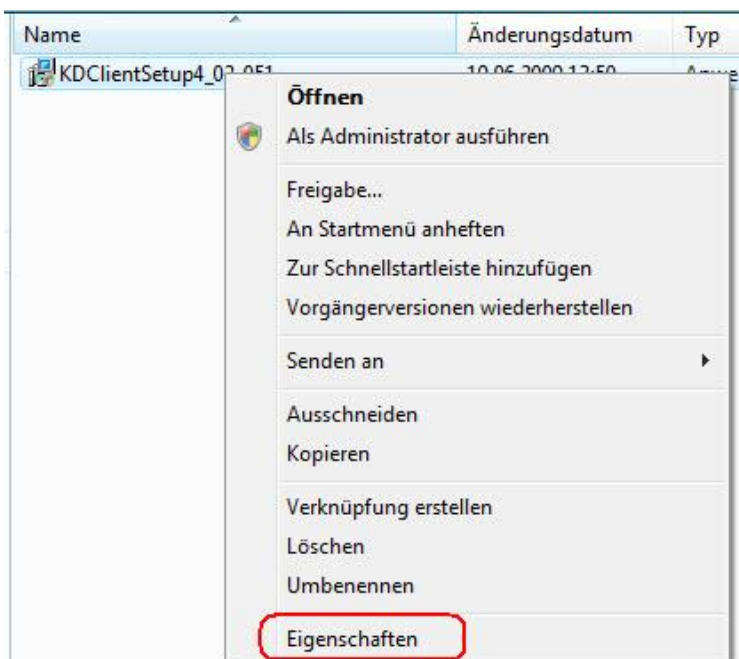 Name Änderungsdatum Typ
KDClientSetup4_02_051
Öffnen
Als Administrator ausführen
Freigabe...
An Startmenü anheften
Zur Schnellstartleiste hinzufügen
Vorgängerversionen wiederherstellen
Senden an
Ausschneiden
Kopieren
Verknüpfung erstellen
Löschen
Umbenennen
Eigenschaften